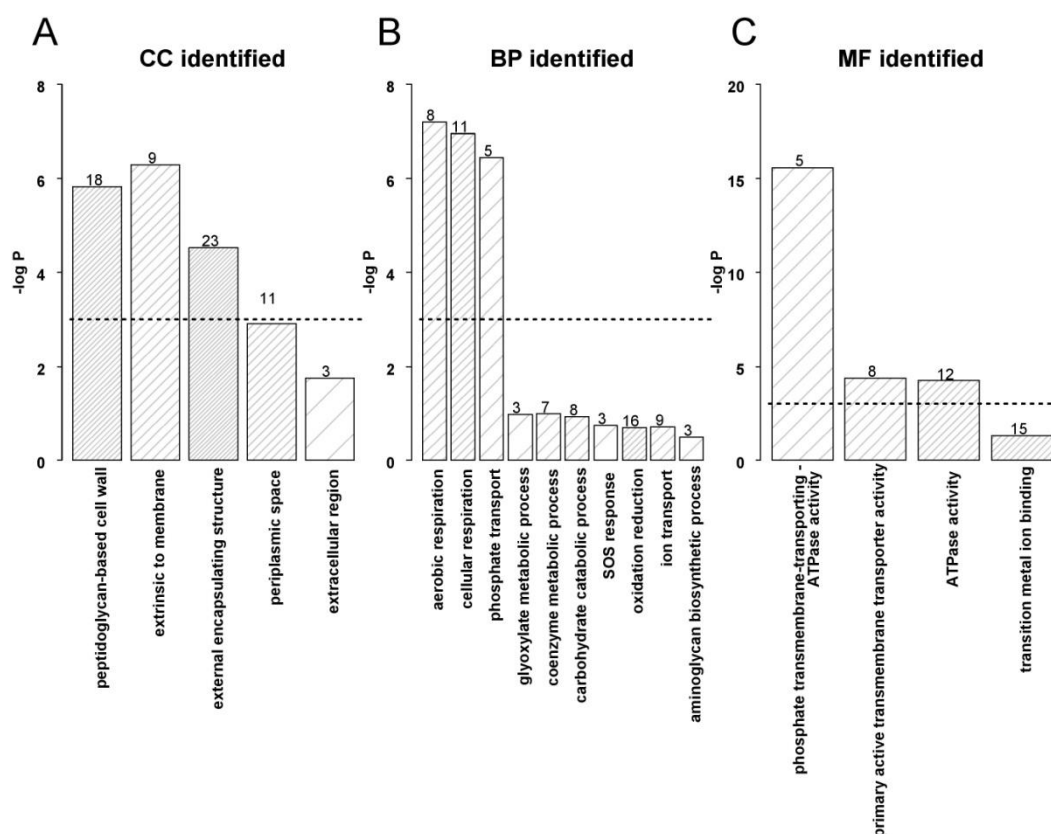 A
CC identified
8
6
4
2
0
-log P
18
9
23
11
3
peptidoglycan-based cell wall
extrinsic to membrane
external encapsulating structure
periplasmic space
extracellular region
B
BP identified
8
6
4
2
0
-log P
8
11
5
3
7
8
3
16
9
3
aerobic respiration
cellular respiration
phosphate transport
glyoxylate metabolic process
coenzyme metabolic process
carbohydrate catabolic process
SOS response
oxidation reduction
ion transport
aminoglycan biosynthetic process
C
MF identified
20
15
10
5
0
-log P
5
8
12
15
phosphate transmembrane-transporting -
ATPase activity
primary active transmembrane transporter activity
ATPase activity
transition metal ion binding